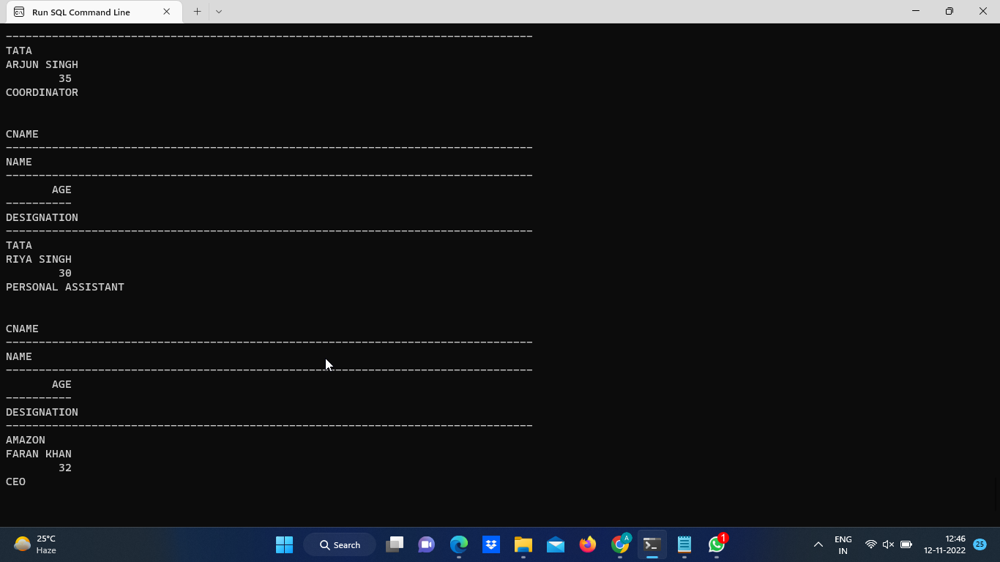 Run SQL Command Line
--------------------------------------------------------------------------------
TATA
ARJUN SINGH
        35
COORDINATOR
CNAME
--------------------------------------------------------------------------------
NAME
--------------------------------------------------------------------------------
       AGE
----------
DESIGNATION
--------------------------------------------------------------------------------
TATA
RIYA SINGH
        30
PERSONAL ASSISTANT
CNAME
--------------------------------------------------------------------------------
NAME
--------------------------------------------------------------------------------
       AGE
----------
DESIGNATION
--------------------------------------------------------------------------------
AMAZON
FARAN KHAN
        32
CEO
25°C
Haze
Search
A
1
ENG
IN
12:46
12-11-2022
25